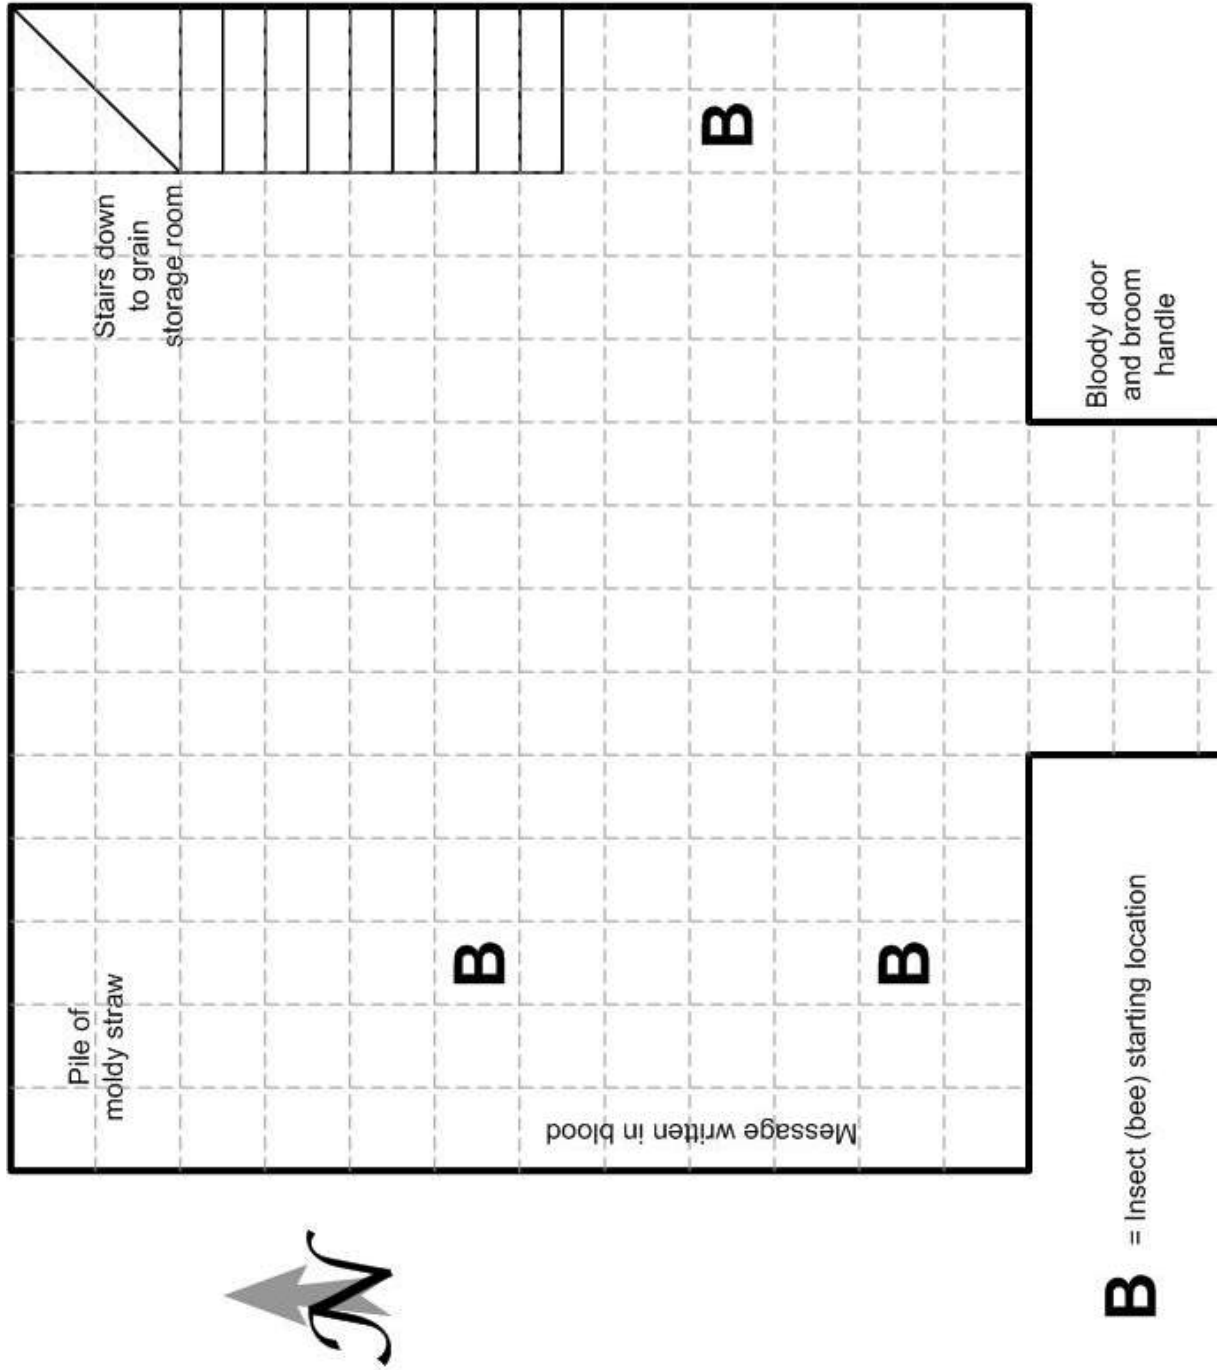 Pile of
moldy straw
Stairs down
to grain
storage room
B
B
B
Message written in blood
Bloody door
and broom
handle
N
B = Insect (bee) starting location